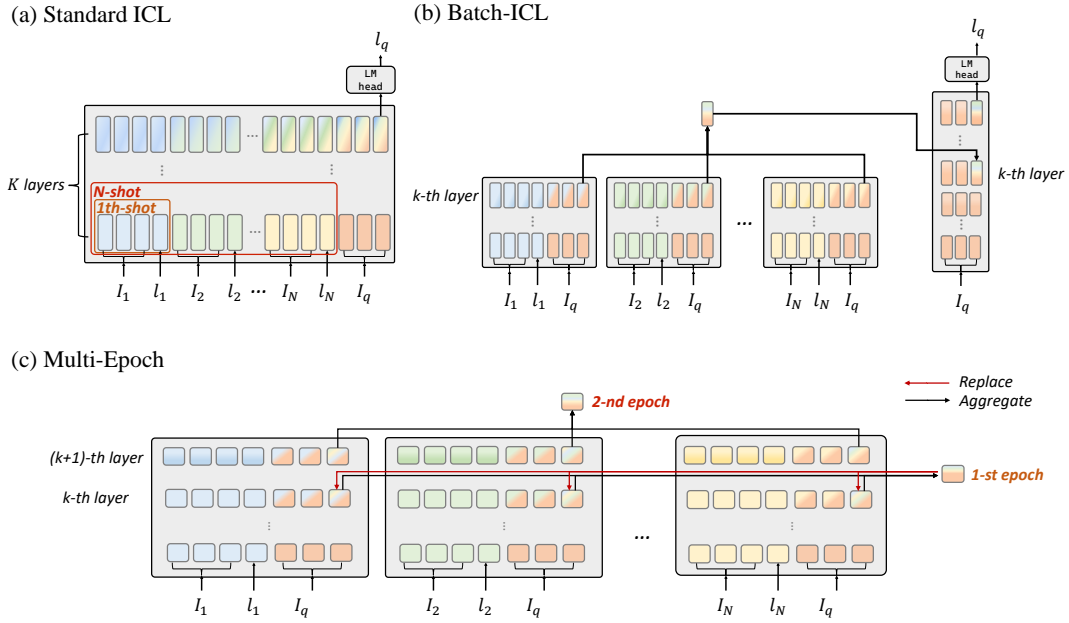 (a) Standard ICL
l_q
LM
head
K layers
N-shot
1th-shot
...
I_1 l_1 I_2 l_2 ... I_N l_N I_q
(b) Batch-ICL
l_q
LM
head
k-th layer
k-th layer
...
I_1 l_1 I_q I_2 l_2 I_q I_N l_N I_q
I_q
(c) Multi-Epoch
Replace
Aggregate
2-nd epoch
(k+1)-th layer
k-th layer
1-st epoch
...
I_1 l_1 I_q I_2 l_2 I_q I_N l_N I_q